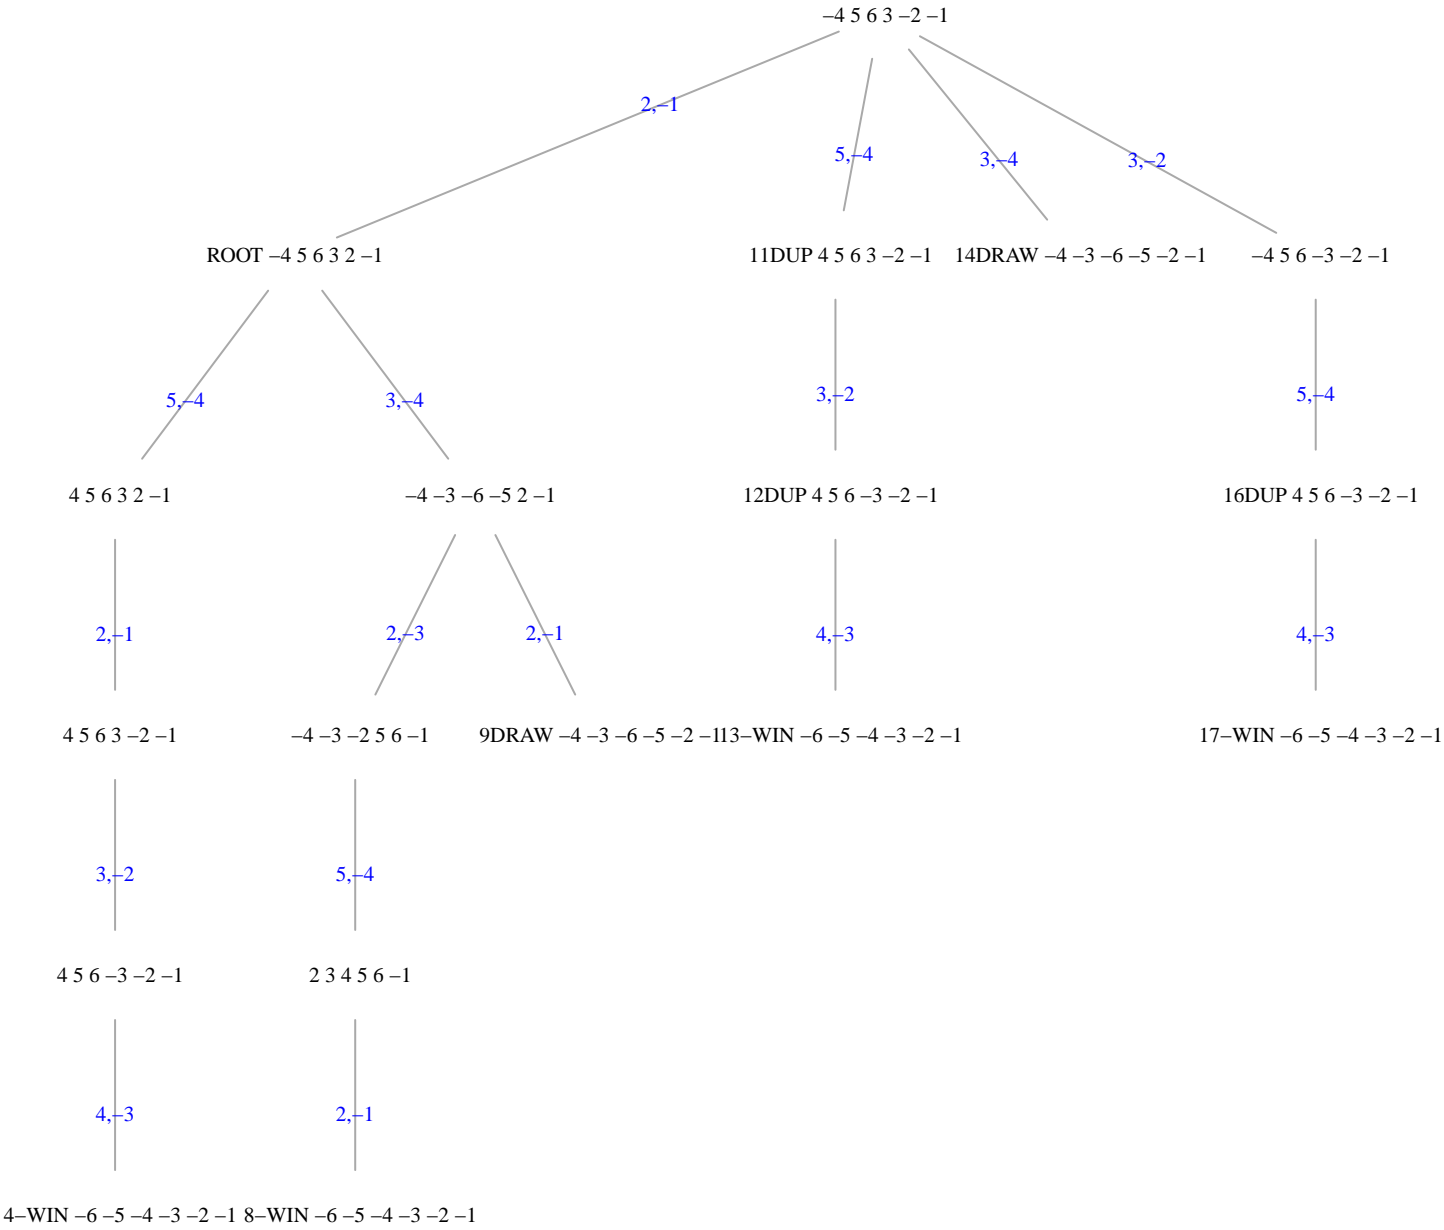 –4 5 6 3 –2 –1
2,–1
5,–4
3,–4
3,–2
ROOT –4 5 6 3 2 –1
11DUP 4 5 6 3 –2 –1
14DRAW –4 –3 –6 –5 –2 –1
–4 5 6 –3 –2 –1
5,–4
3,–4
3,–2
5,–4
4 5 6 3 2 –1
–4 –3 –6 –5 2 –1
12DUP 4 5 6 –3 –2 –1
16DUP 4 5 6 –3 –2 –1
2,–1
2,–3
2,–1
4,–3
4,–3
4 5 6 3 –2 –1
–4 –3 –2 5 6 –1
9DRAW –4 –3 –6 –5 –2 –1
13–WIN –6 –5 –4 –3 –2 –1
17–WIN –6 –5 –4 –3 –2 –1
3,–2
5,–4
4 5 6 –3 –2 –1
2 3 4 5 6 –1
4,–3
2,–1
4–WIN –6 –5 –4 –3 –2 –1
8–WIN –6 –5 –4 –3 –2 –1